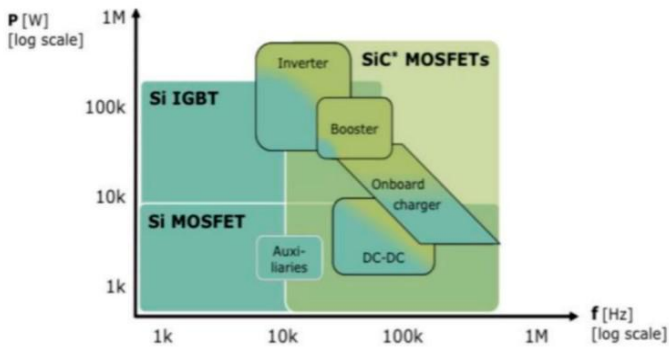 P [W]
[log scale]
1M
100k
10k
1k
Inverter
SiC* MOSFETs
Si IGBT
Booster
Onboard
charger
Si MOSFET
Auxi-
liaries
DC-DC
f [Hz]
[log scale]
1k
10k
100k
1M